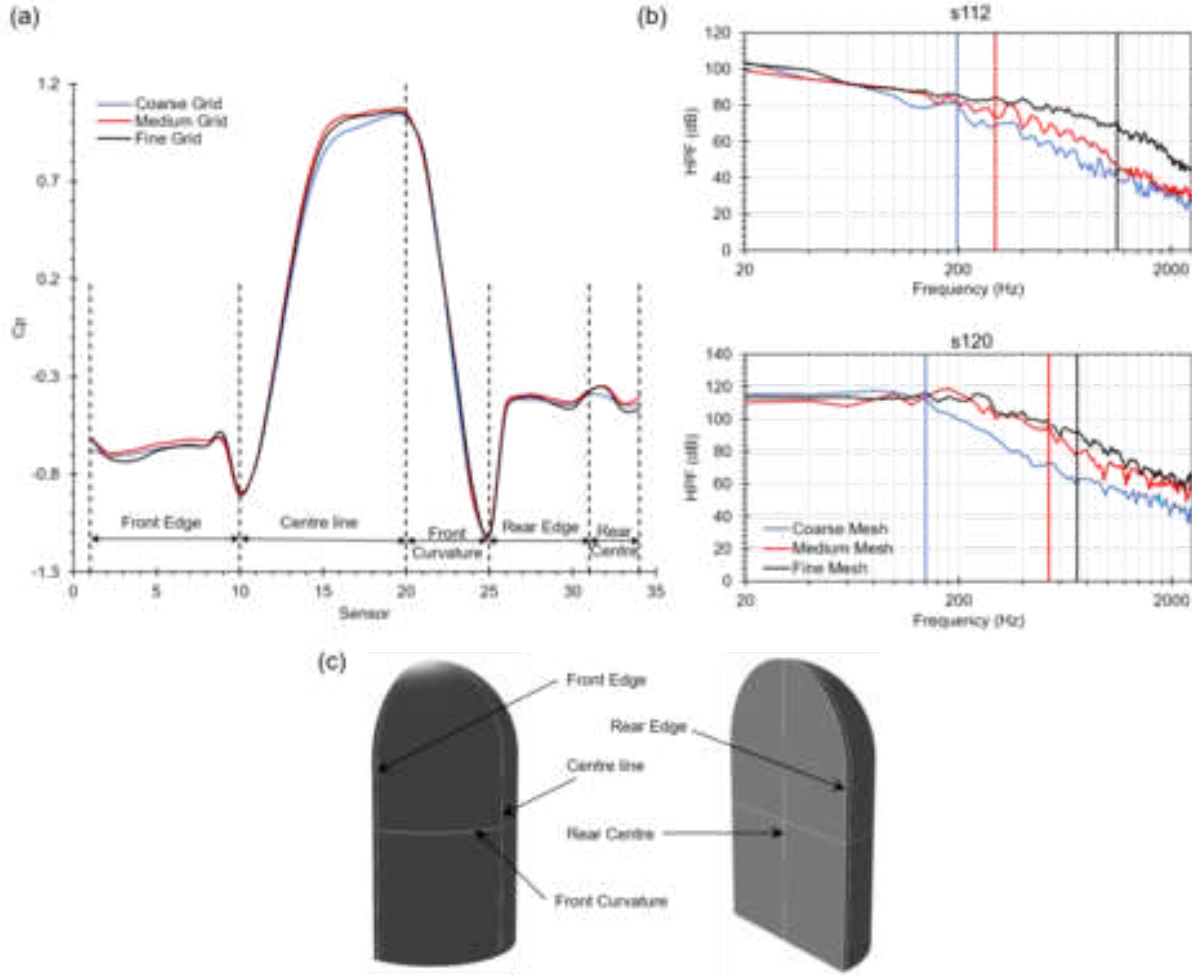 (a)
1.2
0.7
0.2
-0.3
-0.8
-1.3
Cp
Coarse Grid
Medium Grid
Fine Grid
Front Edge
Centre line
Front
Curvature
Rear Edge
Rear
Centre
0 5 10 15 20 25 30 35
Sensor
(b)
s112
120
100
80
60
40
20
0
HPF (dB)
20 200 2000
Frequency (Hz)
s120
140
120
100
80
60
40
20
0
HPF (dB)
Coarse Mesh
Medium Mesh
Fine Mesh
20 200 2000
Frequency (Hz)
(c)
Front Edge
Rear Edge
Centre line
Rear Centre
Front Curvature